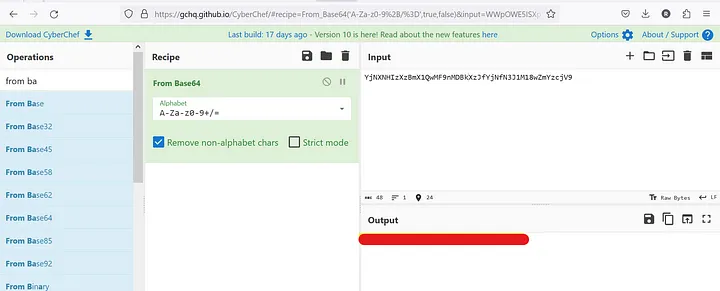 gchq.github.io/CyberChef/#recipe=From_Base64('A-Za-z0-9%2B/%3D',true,false)&input=WWpOWE5ISX
Download CyberChef
Last build: 17 days ago - Version 10 is here! Read about the new features here
Options
About / Support
Operations
from ba
From Base
From Base32
From Base45
From Base58
From Base62
From Base64
From Base85
From Base92
From Binary
Recipe
From Base64
Alphabet
A-Za-z0-9+/=
Remove non-alphabet chars
Strict mode
Input
YjNXNHIzXzBmX1QwMF9nMDBkXzJfYjNfN3J1M18wZmYzcjV9
48
1
24
Raw Bytes
LF
Output